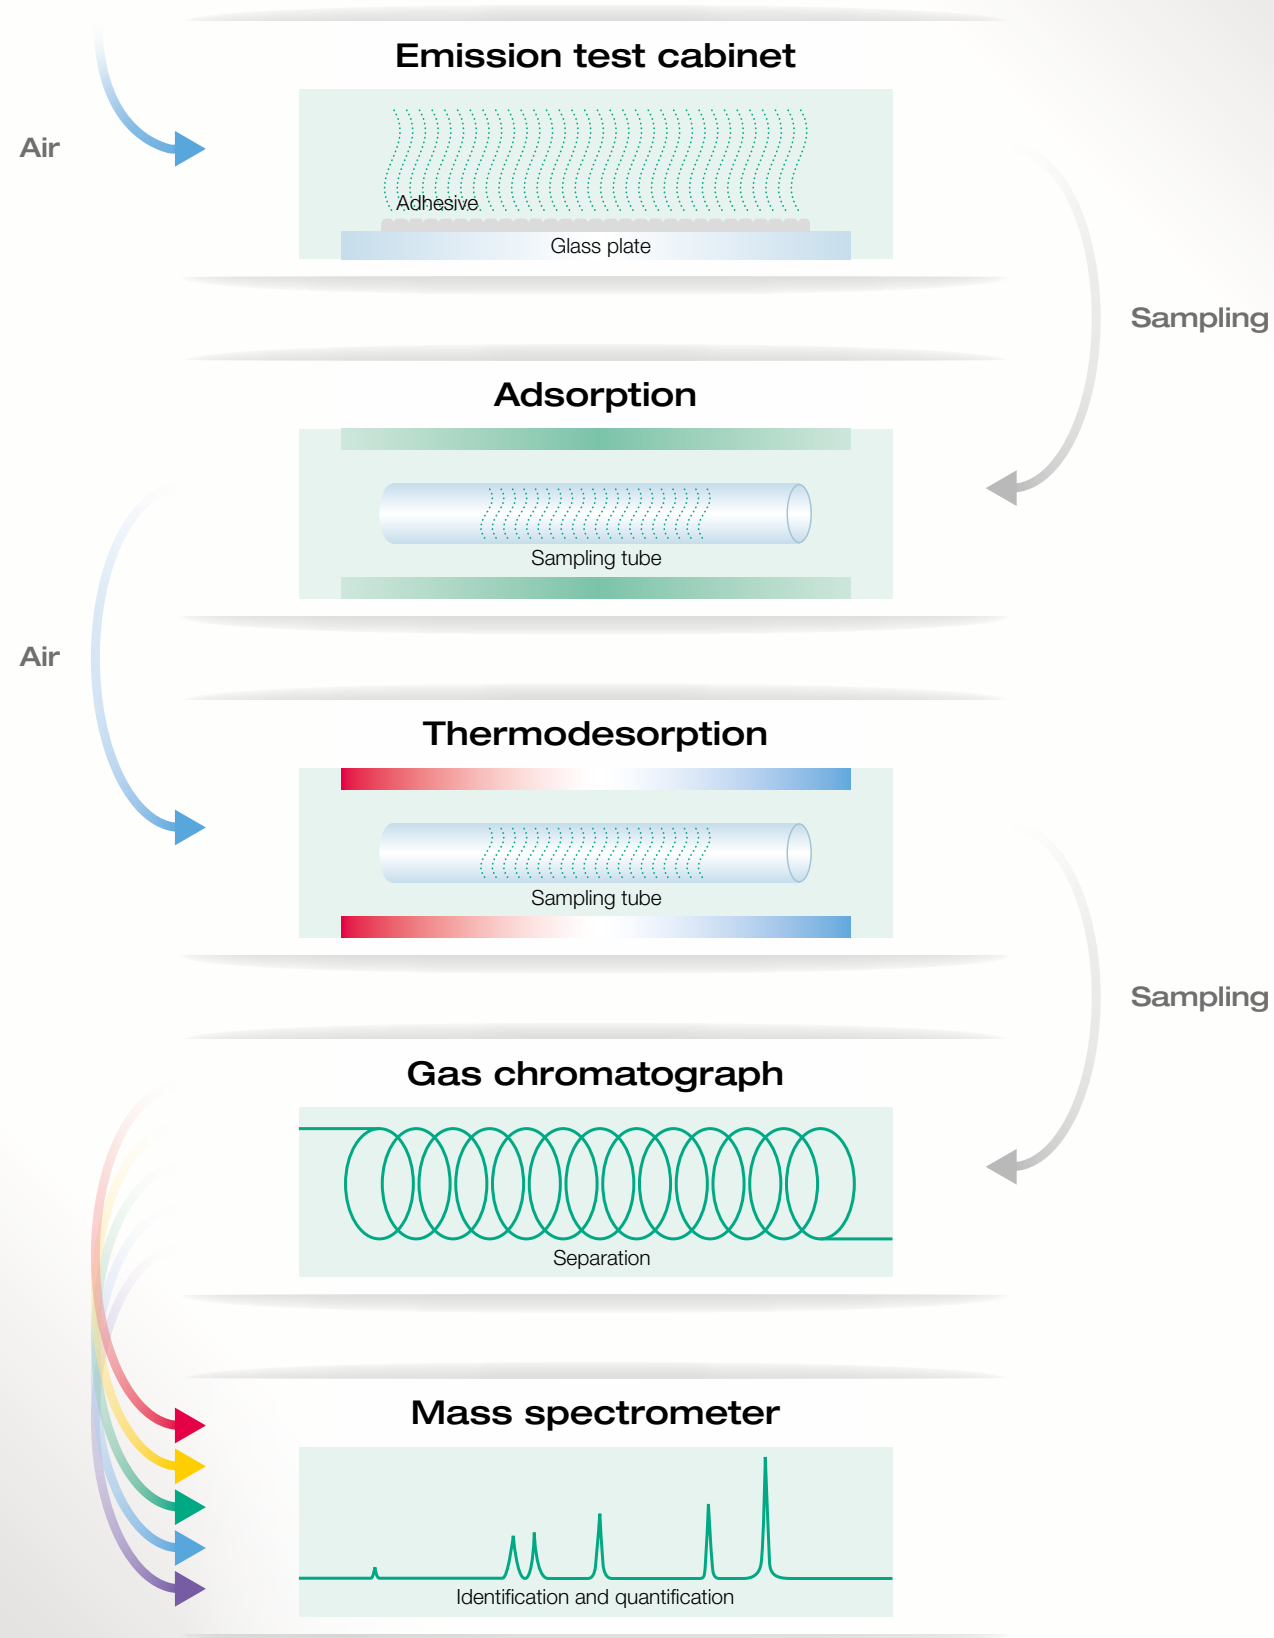 Emission test cabinet
Air
Adhesive
Glass plate
Sampling
Adsorption
Sampling tube
Air
Thermodesorption
Sampling tube
Sampling
Gas chromatograph
Separation
Mass spectrometer
Identification and quantification